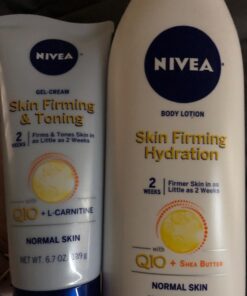 NIVEA
GEL-CREAM
Skin Firming
& Toning
2 WEEKS
Firms & Tones Skin in
as Little as 2 Weeks
with
Q10 + L-CARNITINE
NORMAL SKIN
NET WT. 6.7 OZ
189 g
NIVEA
BODY LOTION
Skin Firming
Hydration
2 WEEKS
Firmer Skin in as
Little as 2 Weeks
with
Q10 + SHEA BUTTER
NORMAL SKIN